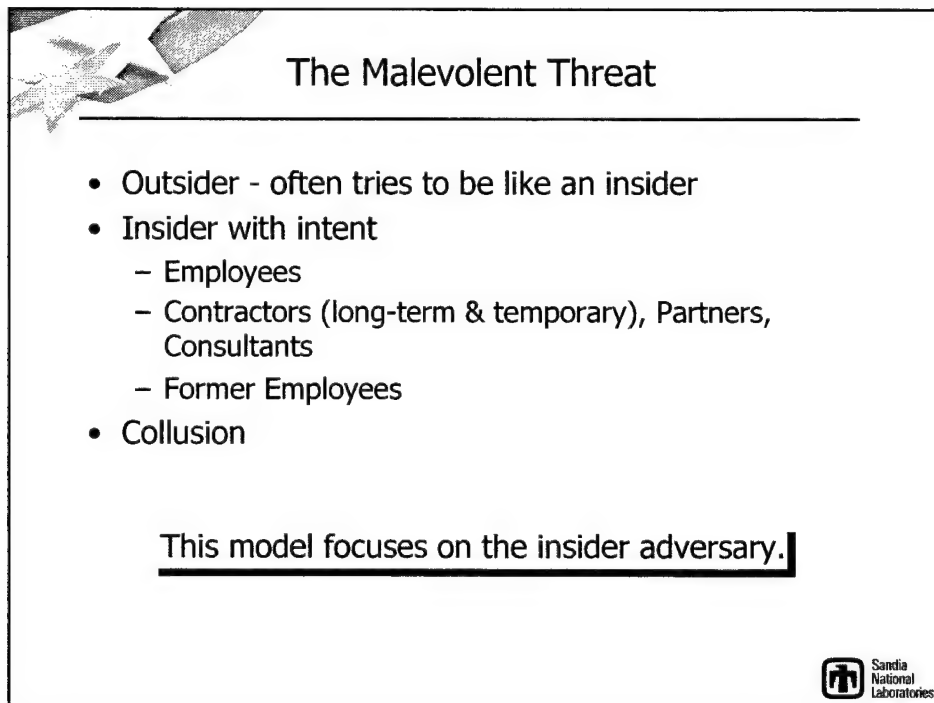 The Malevolent Threat
• Outsider - often tries to be like an insider
• Insider with intent
– Employees
– Contractors (long-term & temporary), Partners,
Consultants
– Former Employees
• Collusion
This model focuses on the insider adversary.
Sandia
National
Laboratories